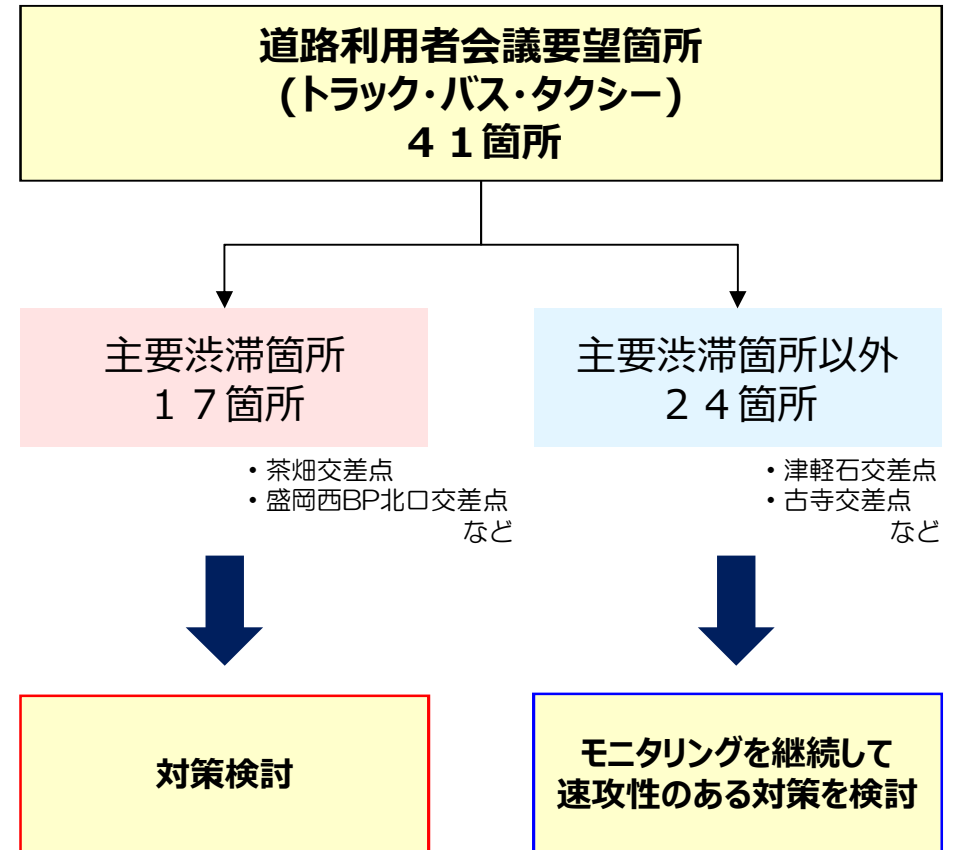 道路利用者会議要望箇所
(トラック・バス・タクシー)
４１箇所
主要渋滞箇所
１７箇所
・茶畑交差点
・盛岡西BP北口交差点
など
対策検討
主要渋滞箇所以外
２４箇所
・津軽石交差点
・古寺交差点
など
モニタリングを継続して
速攻性のある対策を検討